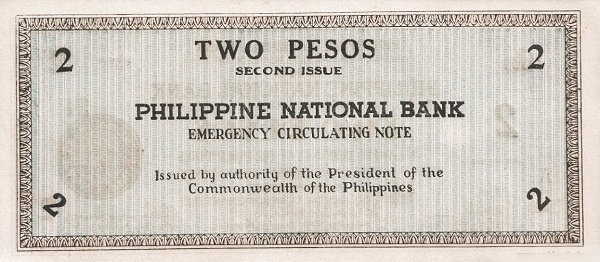 2 TWO PESOS 2
SECOND ISSUE
PHILIPPINE NATIONAL BANK
EMERGENCY CIRCULATING NOTE
Issued by authority of the President of the
Commonwealth of the Philippines
2 2